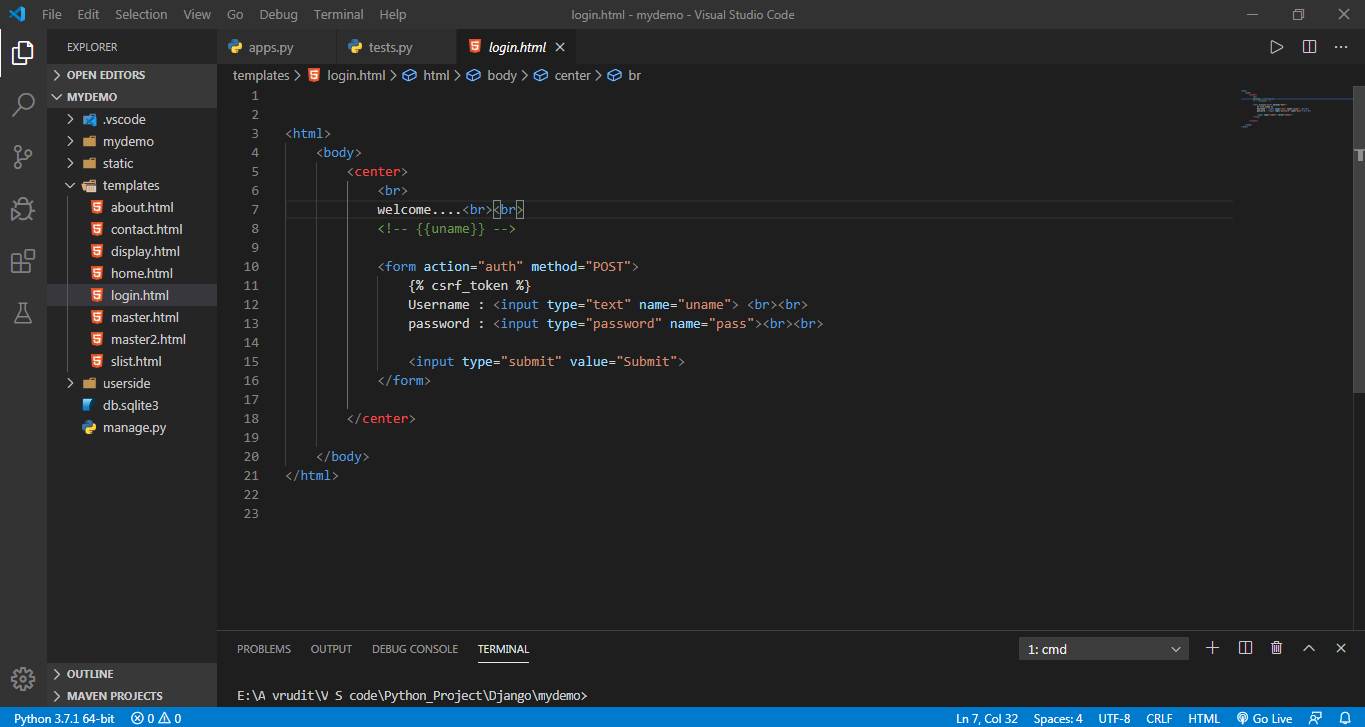 File Edit Selection View Go Debug Terminal Help login.html - mydemo - Visual Studio Code
EXPLORER
OPEN EDITORS
MYDEMO
.vscode
mydemo
static
templates
about.html
contact.html
display.html
home.html
login.html
master.html
master2.html
slist.html
userside
db.sqlite3
manage.py
OUTLINE
MAVEN PROJECTS
apps.py tests.py login.html
templates > login.html > html > body > center > br
1
2
3 <html>
4 <body>
5 <center>
6 <br>
7 welcome....<br><br>
8 <!-- {{uname}} -->
9
10 <form action="auth" method="POST">
11 {% csrf_token %}
12 Username : <input type="text" name="uname"> <br><br>
13 password : <input type="password" name="pass"><br><br>
14
15 <input type="submit" value="Submit">
16 </form>
17
18 </center>
19
20 </body>
21 </html>
22
23
PROBLEMS OUTPUT DEBUG CONSOLE TERMINAL 1: cmd
E:\A vrudit\V S code\Python_Project\Django\mydemo>
Python 3.7.1 64-bit 0 0 Ln 7, Col 32 Spaces: 4 UTF-8 CRLF HTML Go Live